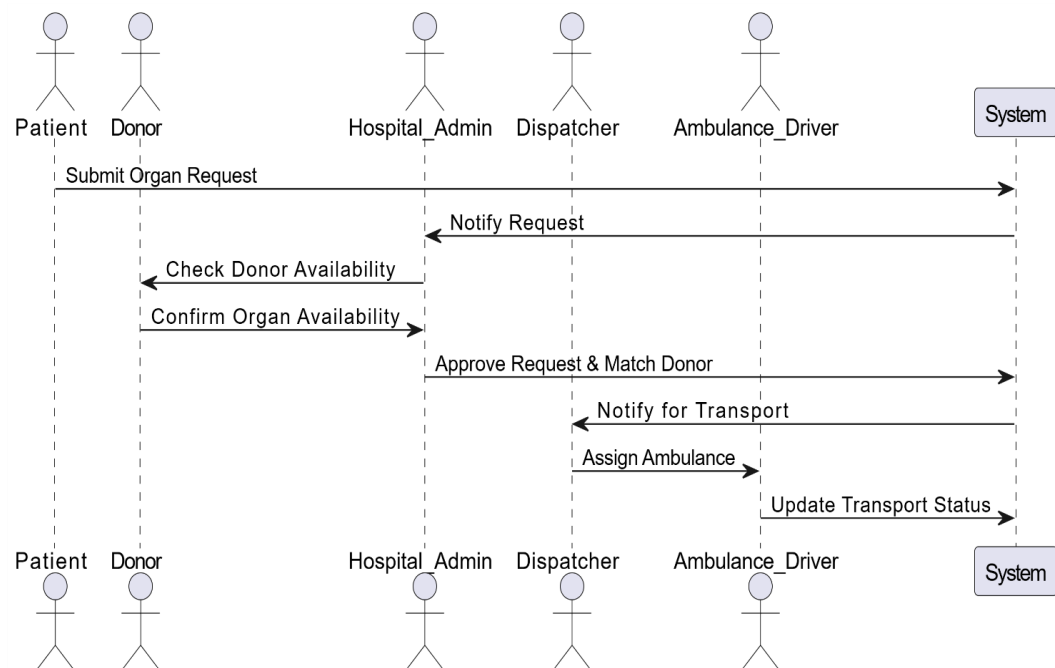 Patient Donor Hospital_Admin Dispatcher Ambulance_Driver System
Submit Organ Request
Notify Request
Check Donor Availability
Confirm Organ Availability
Approve Request & Match Donor
Notify for Transport
Assign Ambulance
Update Transport Status
Patient Donor Hospital_Admin Dispatcher Ambulance_Driver System